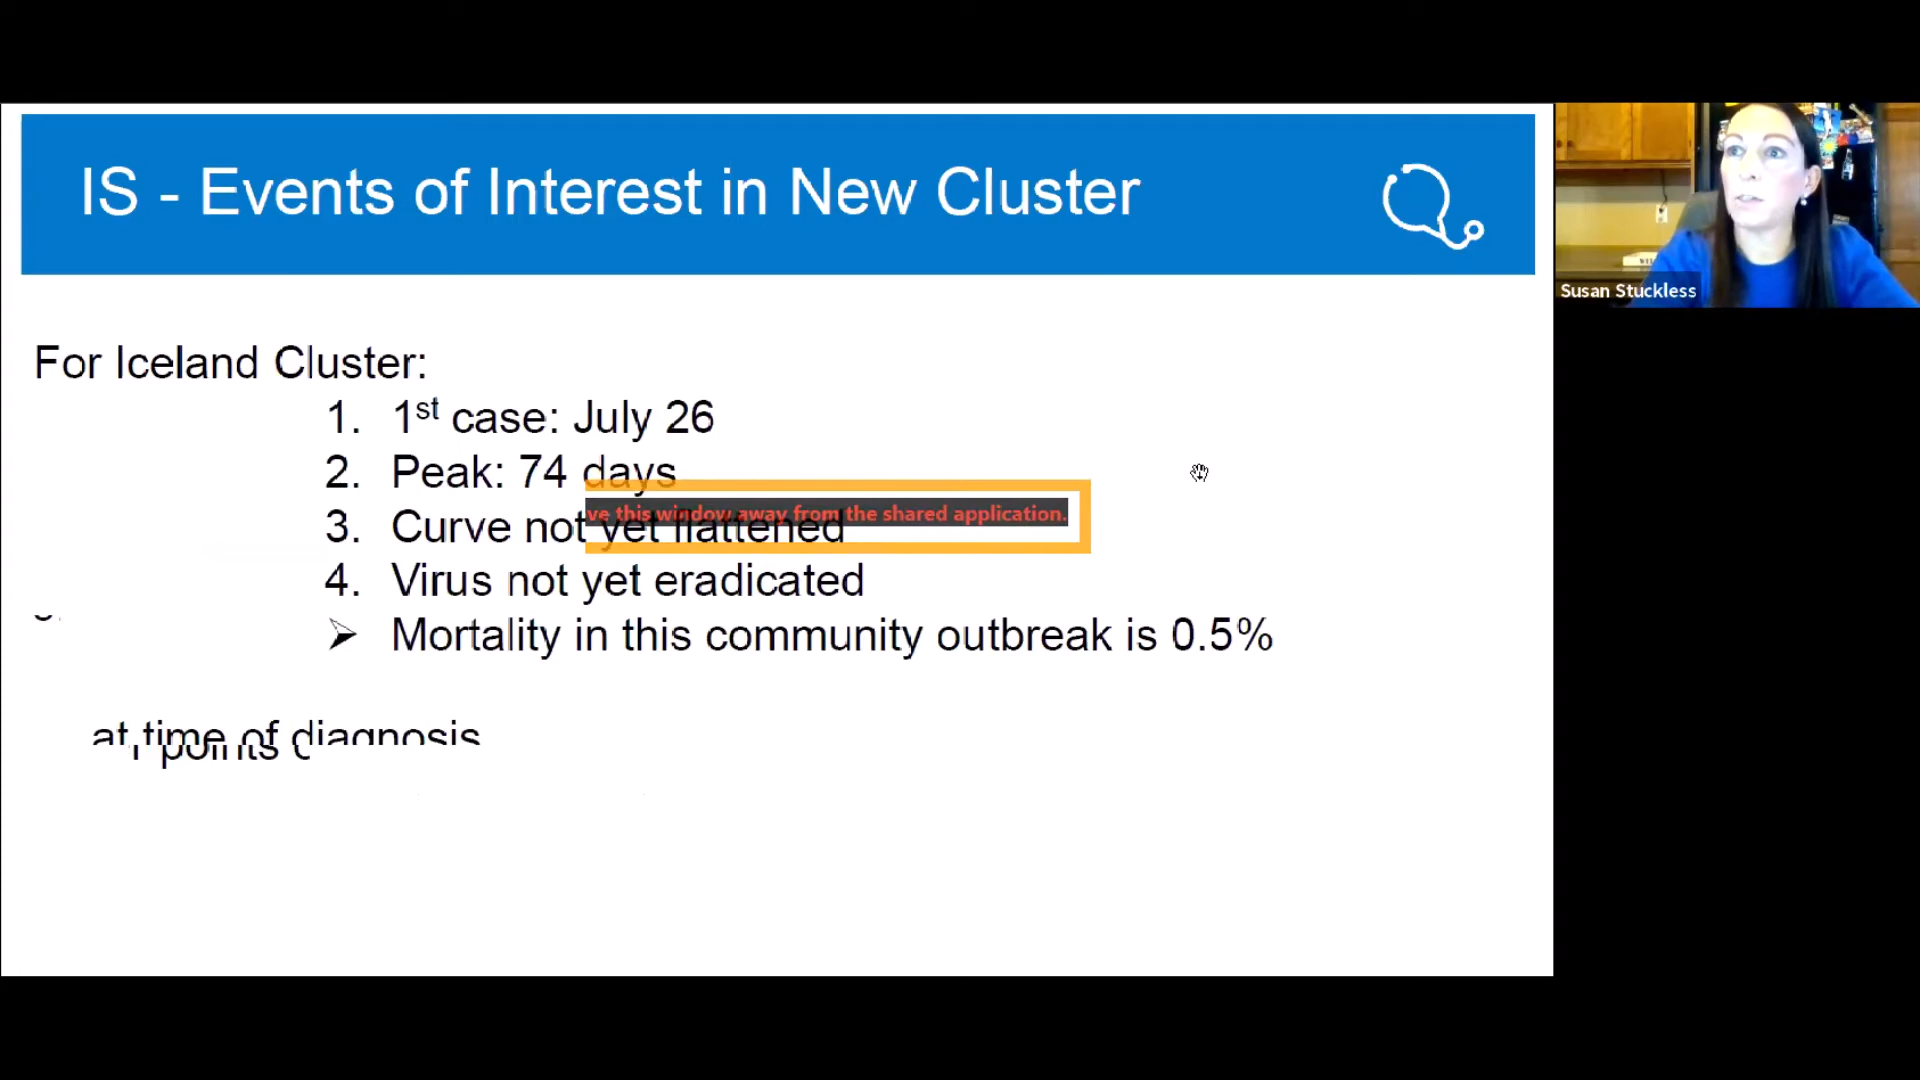 IS - Events of Interest in New Cluster
Susan Stuckless
For Iceland Cluster:
1. 1st case: July 26
2. Peak: 74 days
ve this window away from the shared application.
3. Curve not yet flattened
4. Virus not yet eradicated
➢ Mortality in this community outbreak is 0.5%
at time of diagnosis
points